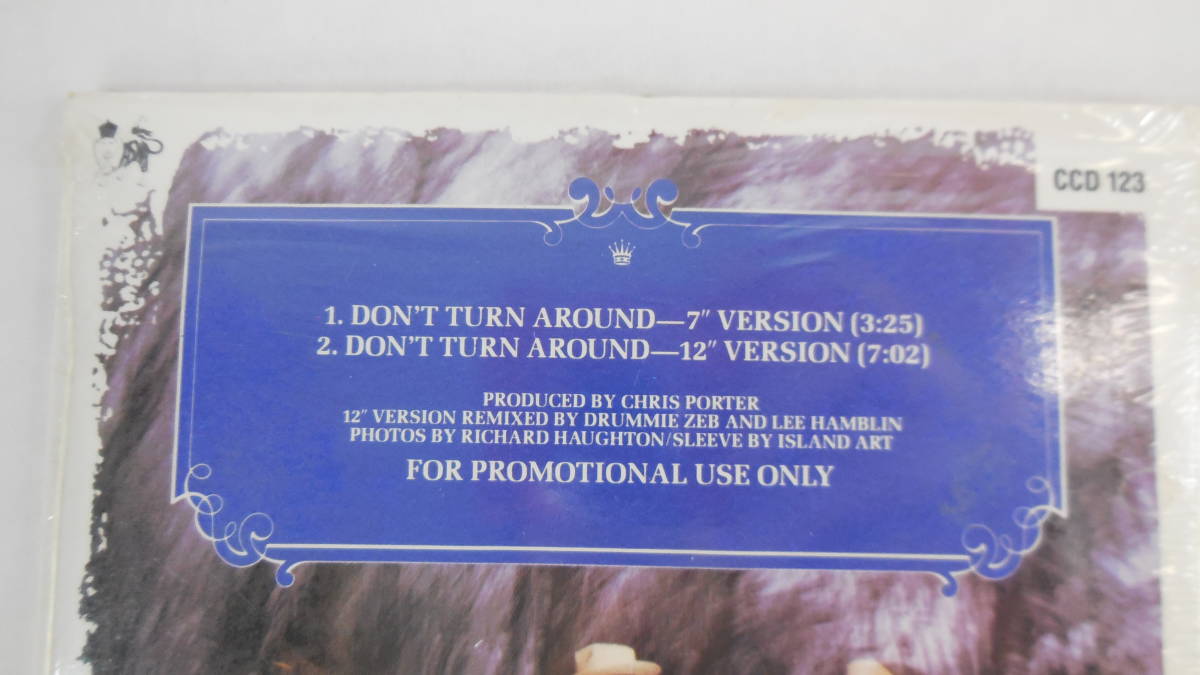 CCD 123
1. DON'T TURN AROUND—7" VERSION (3:25)
2. DON'T TURN AROUND—12" VERSION (7:02)
PRODUCED BY CHRIS PORTER
12" VERSION REMIXED BY DRUMMIE ZEB AND LEE HAMBLIN
PHOTOS BY RICHARD HAUGHTON/SLEEVE BY ISLAND ART
FOR PROMOTIONAL USE ONLY